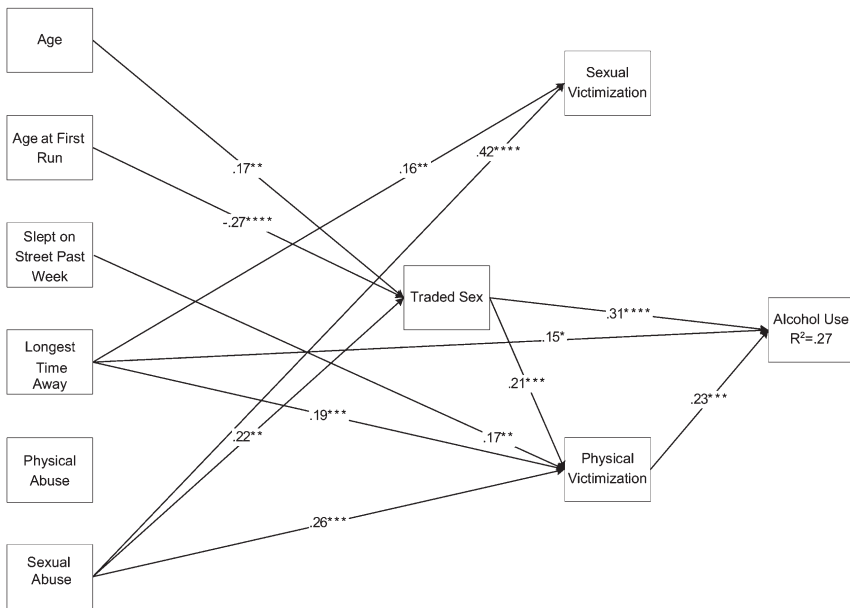 Age
Sexual
Victimization
Age at First
Run
.42****
.17**
.16**
-.27****
Slept on
Street Past
Week
Traded Sex
.31****
Alcohol Use
R²=.27
.15*
Longest
Time
Away
.21***
.23***
.19***
.22**
.17**
Physical
Abuse
Physical
Victimization
.26***
Sexual
Abuse